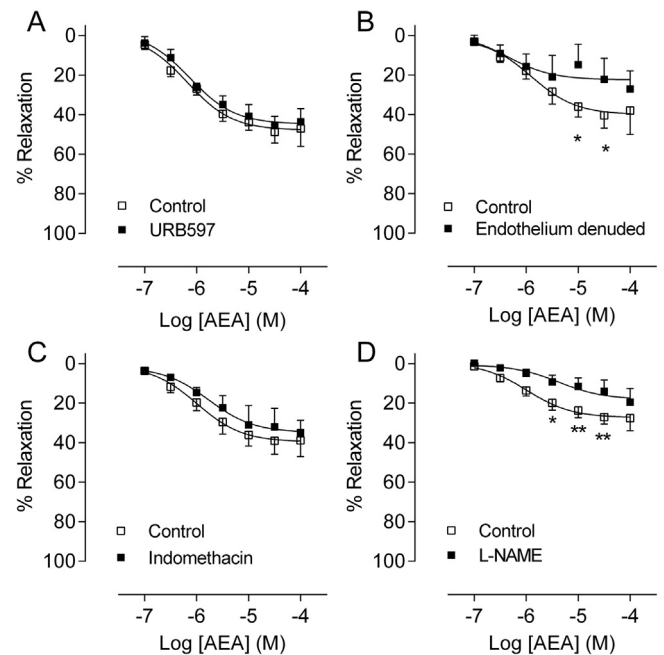 A
% Relaxation
0
20
40
60
80
100
Control
URB597
-7 -6 -5 -4
Log [AEA] (M)
B
% Relaxation
0
20
40
60
80
100
*
*
Control
Endothelium denuded
-7 -6 -5 -4
Log [AEA] (M)
C
% Relaxation
0
20
40
60
80
100
Control
Indomethacin
-7 -6 -5 -4
Log [AEA] (M)
D
% Relaxation
0
20
40
60
80
100
* ** **
Control
L-NAME
-7 -6 -5 -4
Log [AEA] (M)